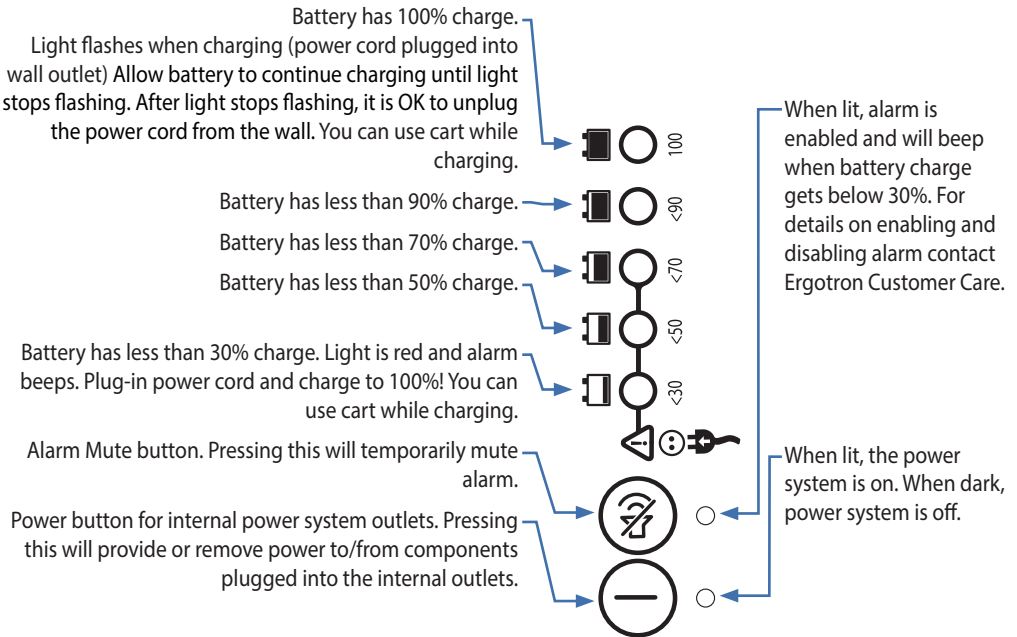 Battery has 100% charge.
Light flashes when charging (power cord plugged into
wall outlet) Allow battery to continue charging until light
stops flashing. After light stops flashing, it is OK to unplug
the power cord from the wall. You can use cart while
charging.
Battery has less than 90% charge.
Battery has less than 70% charge.
Battery has less than 50% charge.
Battery has less than 30% charge. Light is red and alarm
beeps. Plug-in power cord and charge to 100%! You can
use cart while charging.
Alarm Mute button. Pressing this will temporarily mute
alarm.
Power button for internal power system outlets. Pressing
this will provide or remove power to/from components
plugged into the internal outlets.
100
<90
<70
<50
<30
When lit, alarm is
enabled and will beep
when battery charge
gets below 30%. For
details on enabling and
disabling alarm contact
Ergotron Customer Care.
When lit, the power
system is on. When dark,
power system is off.